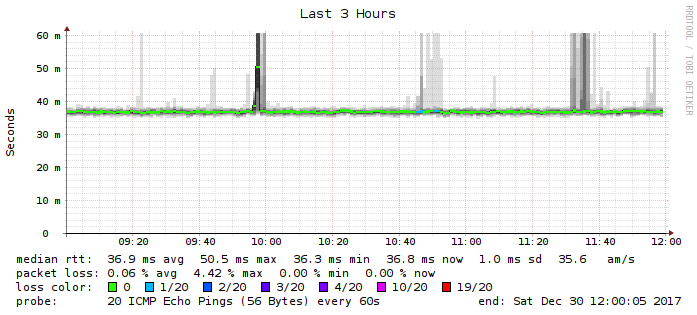 Last 3 Hours
RRDTOOL / TOBI OETIKER
Seconds
60 m
50 m
40 m
30 m
20 m
10 m
0
09:20 09:40 10:00 10:20 10:40 11:00 11:20 11:40 12:00
median rtt: 36.9 ms avg 50.5 ms max 36.3 ms min 36.8 ms now 1.0 ms sd 35.6 am/s
packet loss: 0.06 % avg 4.42 % max 0.00 % min 0.00 % now
loss color: 0 1/20 2/20 3/20 4/20 10/20 19/20
probe: 20 ICMP Echo Pings (56 Bytes) every 60s end: Sat Dec 30 12:00:05 2017